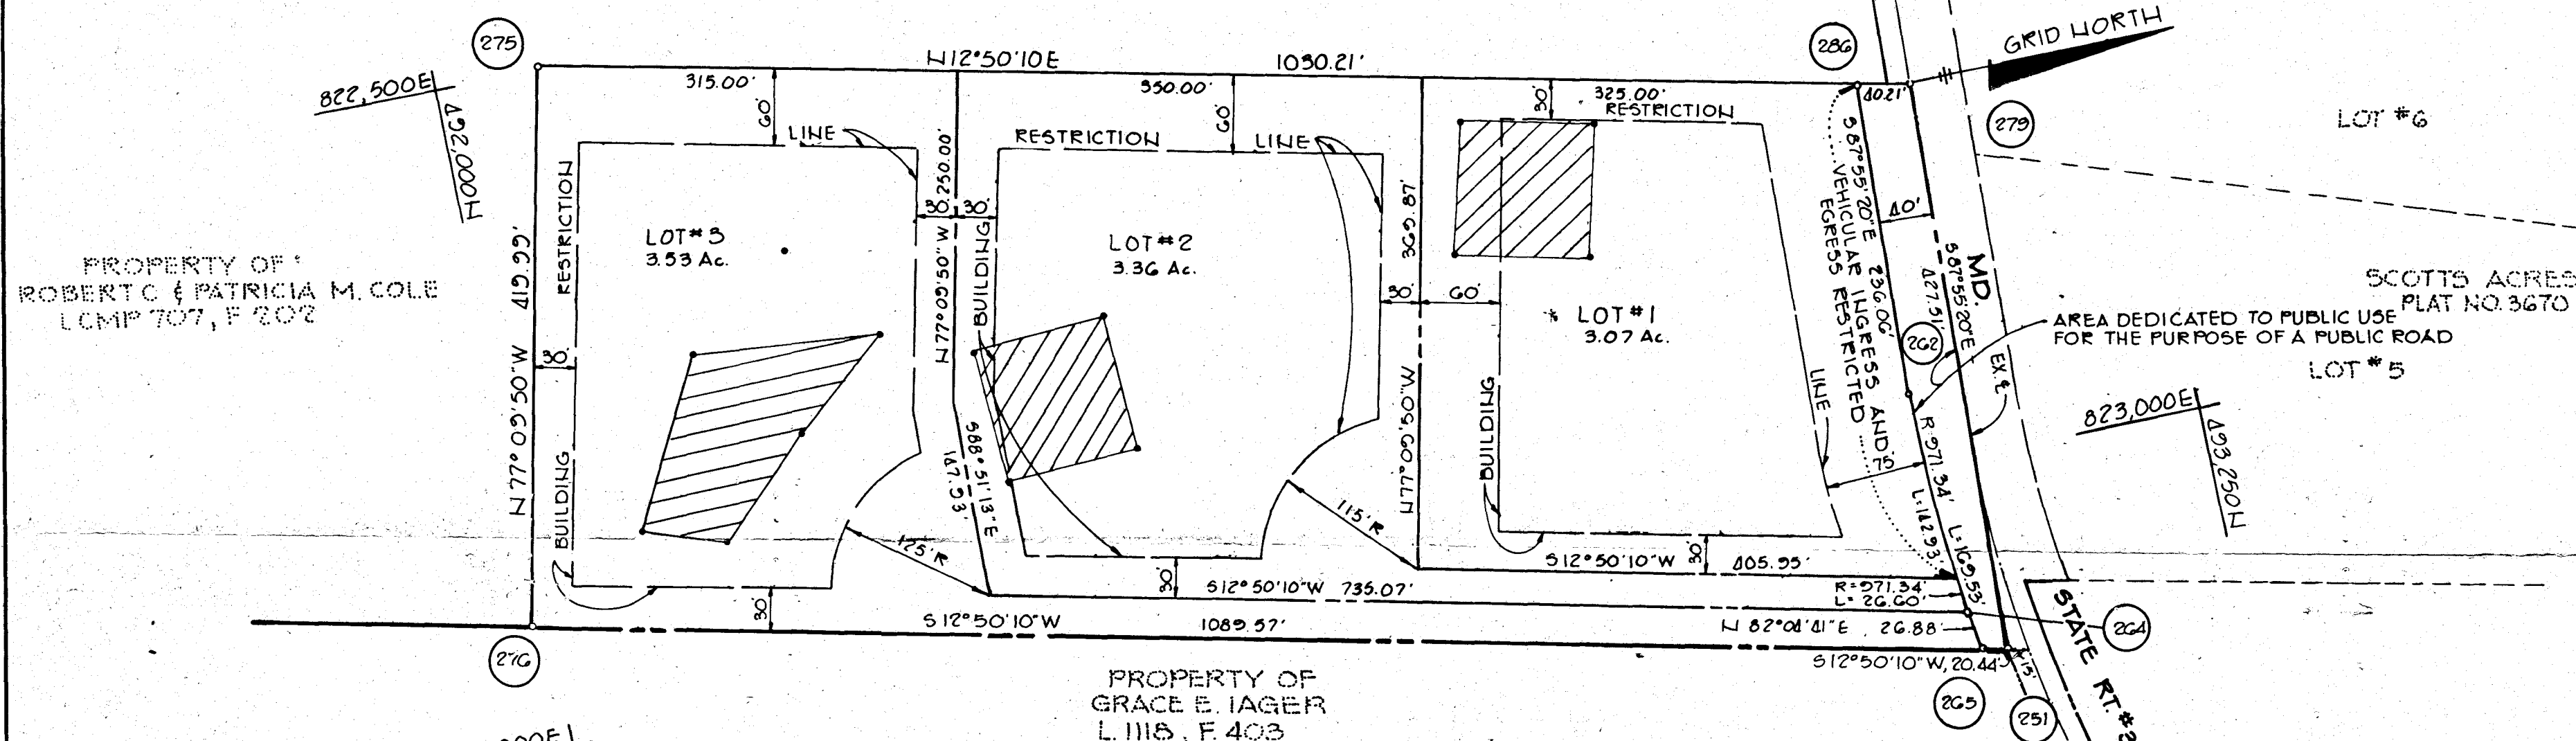 275
N12°50'10E
1030.21'
286
GRID NORTH
822,500E
492,000N
315.00'
60'
350.00'
60'
30'
325.00'
RESTRICTION
40.21'
279
LOT #6
LINE
RESTRICTION
LINE
RESTRICTION
N77°09'50"W 250.00'
369.87'
S87°55'20"E 236.06'
VEHICULAR INGRESS AND
EGRESS RESTRICTED
40'
30'
30'
BUILDING
LOT #3
3.53 Ac.
LOT #2
3.36 Ac.
LOT #1
3.07 Ac.
30'
60'
PROPERTY OF:
ROBERT C & PATRICIA M. COLE
LCMP 707, F 202
N77°09'50"W 419.99'
30'
MD.
S87°55'20"E
427.51'
262
EX. ℄
SCOTTS ACRES
PLAT NO. 3670
AREA DEDICATED TO PUBLIC USE
FOR THE PURPOSE OF A PUBLIC ROAD
LOT #5
823,000E
493,250N
N77°09'50"W
BUILDING
LINE
75'
R=971.34' L=169.53'
L=142.93'
BUILDING
S88°51'13"E
147.93'
125'R
115'R
30'
30'
30'
S12°50'10"W 405.95'
S12°50'10"W 735.07'
R=971.34'
L=26.60'
S12°50'10"W 1089.57'
N 82°04'41"E, 26.88'
S12°50'10"W, 20.44'
15'
264
STATE RT. #
276
265
251
PROPERTY OF
GRACE E. IAGER
L. 1118, F. 403